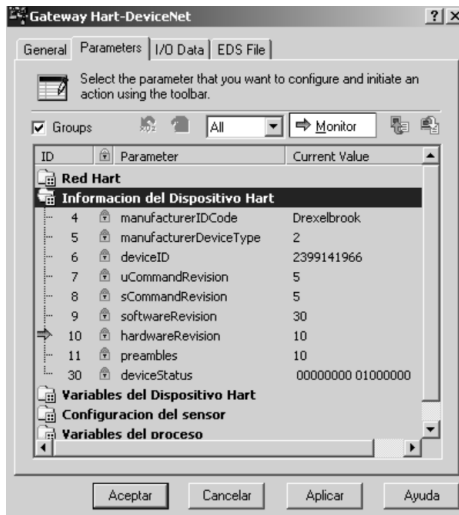 Gateway Hart-DeviceNet
General Parameters I/O Data EDS File
Select the parameter that you want to configure and initiate an
action using the toolbar.
Groups All Monitor
ID Parameter Current Value
Red Hart
Informacion del Dispositivo Hart
4 manufacturerIDCode Drexelbrook
5 manufacturerDeviceType 2
6 deviceID 2399141966
7 uCommandRevision 5
8 sCommandRevision 5
9 softwareRevision 30
10 hardwareRevision 10
11 preambles 10
30 deviceStatus 00000000 01000000
Variables del Dispositivo Hart
Configuracion del sensor
Variables del proceso
Aceptar Cancelar Aplicar Ayuda